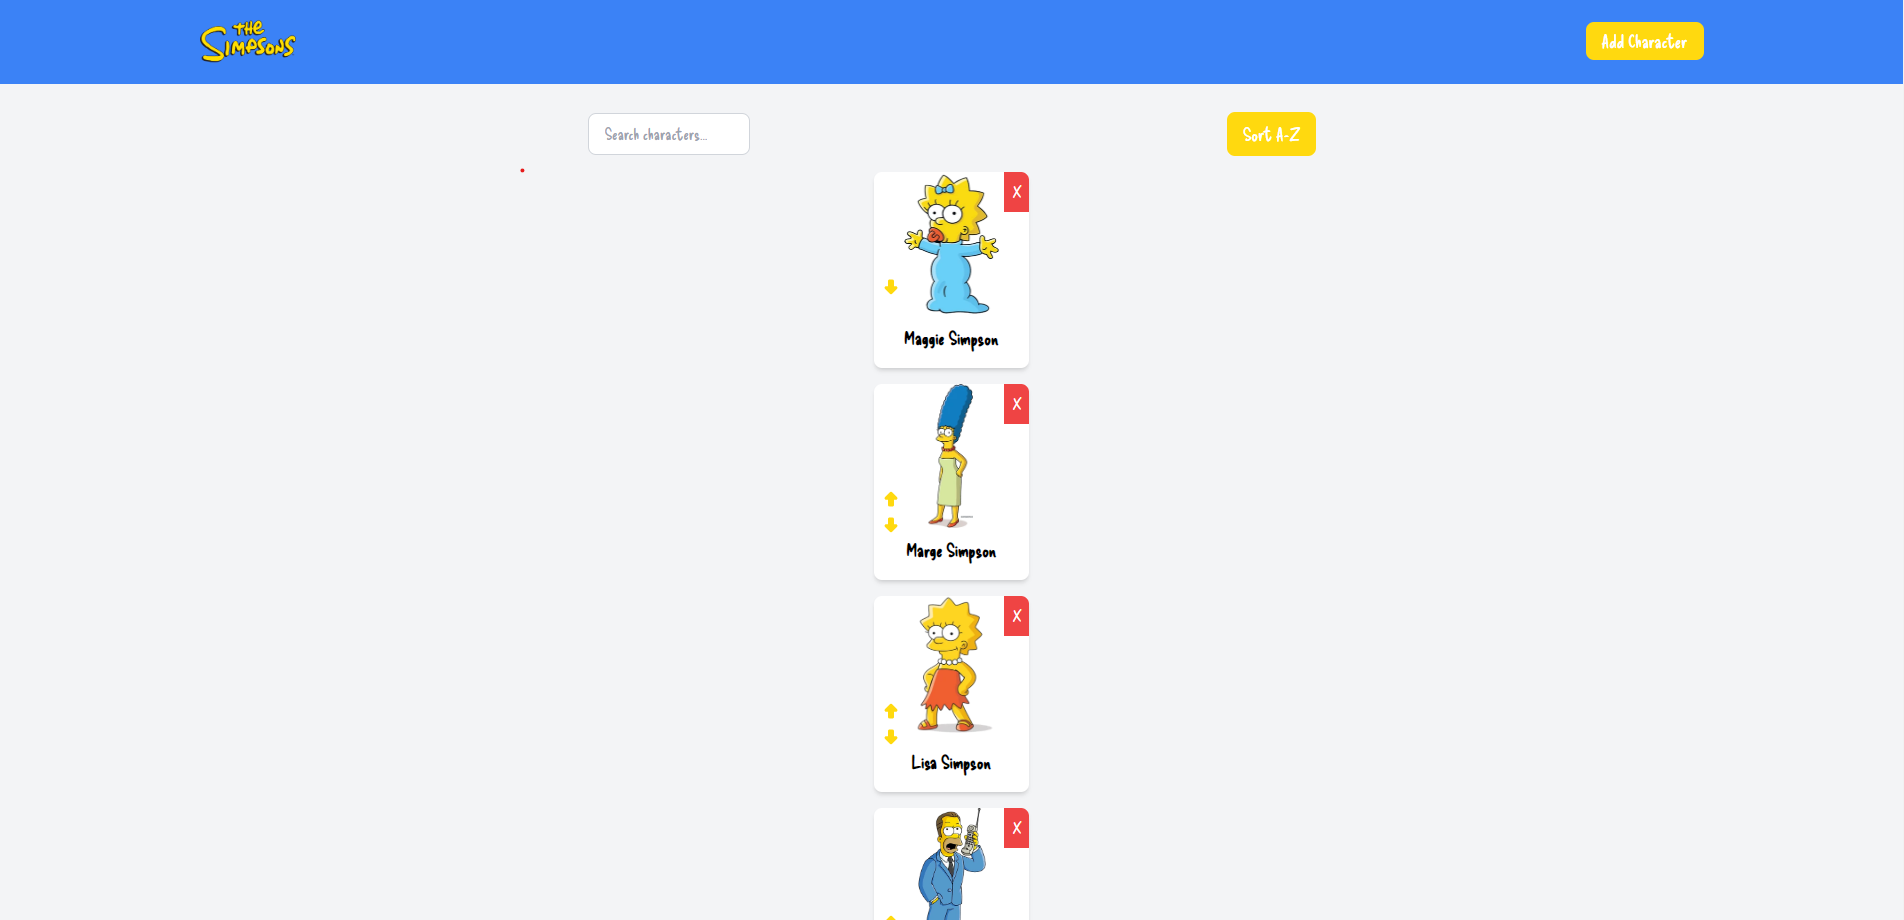 THE
SIMPSONS
Add Character
Search characters...
Sort A-Z
X
Maggie Simpson
X
Marge Simpson
X
Lisa Simpson
X